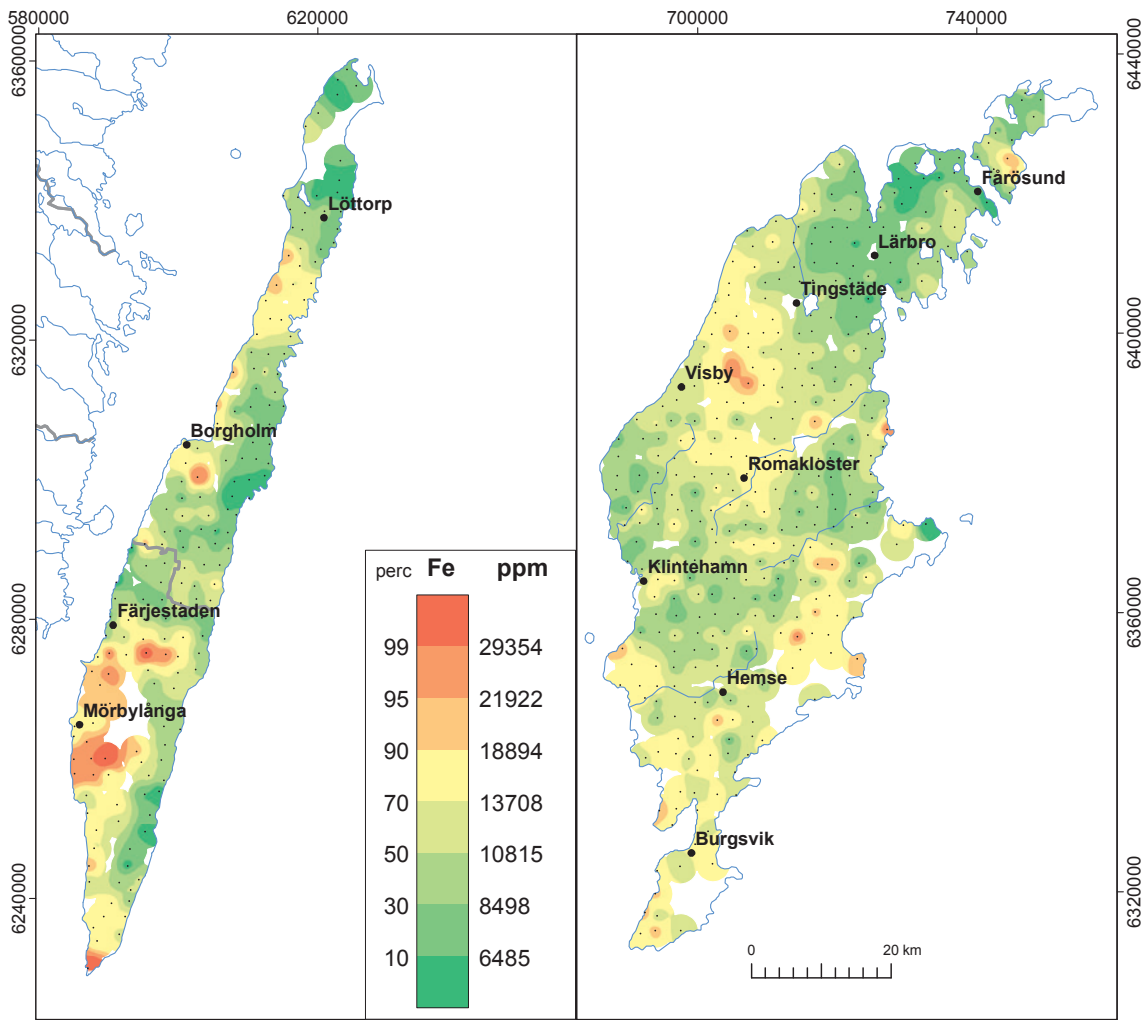 580000
620000
700000
740000
6360000
6320000
6280000
6240000
6440000
6400000
6360000
6320000
Löttorp
Borgholm
Färjestaden
Mörbylånga
Fårösund
Lärbro
Tingstäde
Visby
Romakloster
Klintehamn
Hemse
Burgsvik
perc Fe ppm
99 29354
95 21922
90 18894
70 13708
50 10815
30 8498
10 6485
0 20 km